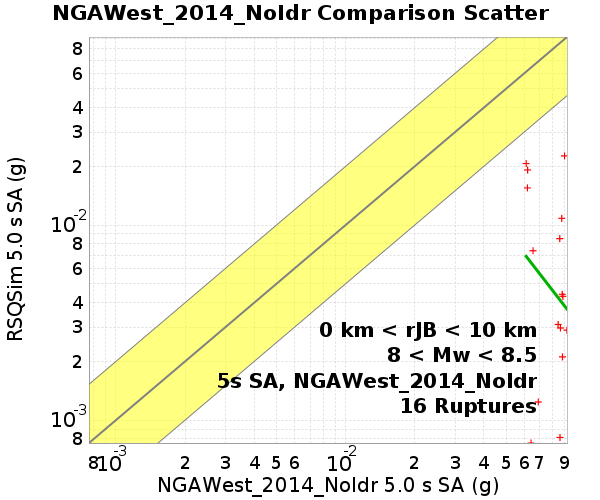 NGAWest_2014_NoIdr Comparison Scatter
8
6
4
3
2
10-2
8
6
4
3
2
10-3
8
RSQSim 5.0 s SA (g)
0 km < rJB < 10 km
8 < Mw < 8.5
5s SA, NGAWest_2014_NoIdr
16 Ruptures
8 10-3 2 3 4 5 6 10-2 2 3 4 5 6 7 9
NGAWest_2014_NoIdr 5.0 s SA (g)